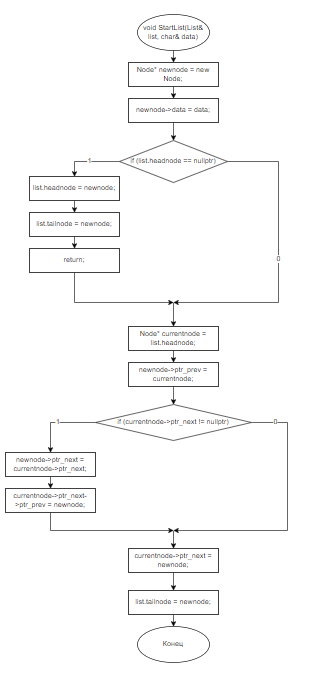 void StartList(List&
list, char& data)
Node* newnode = new
Node;
newnode->data = data;
if (list.headnode == nullptr)
1
list.headnode = newnode;
list.tailnode = newnode;
return;
0
Node* currentnode =
list.headnode;
newnode->ptr_prev =
currentnode;
if (currentnode->ptr_next != nullptr)
1
0
newnode->ptr_next =
currentnode->ptr_next;
currentnode->ptr_next-
>ptr_prev = newnode;
currentnode->ptr_next =
newnode;
list.tailnode = newnode;
Конец